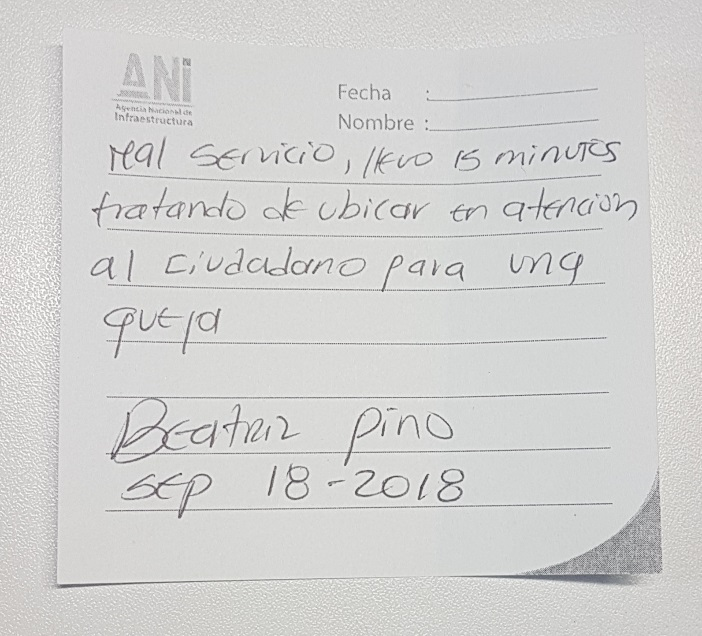 ANI
Agencia Nacional de
Infraestructura
Fecha :
Nombre :
real servicio, llevo 15 minutos
tratando de ubicar en atencion
al ciudadano para una
queja
Beatriz pino
sep 18-2018